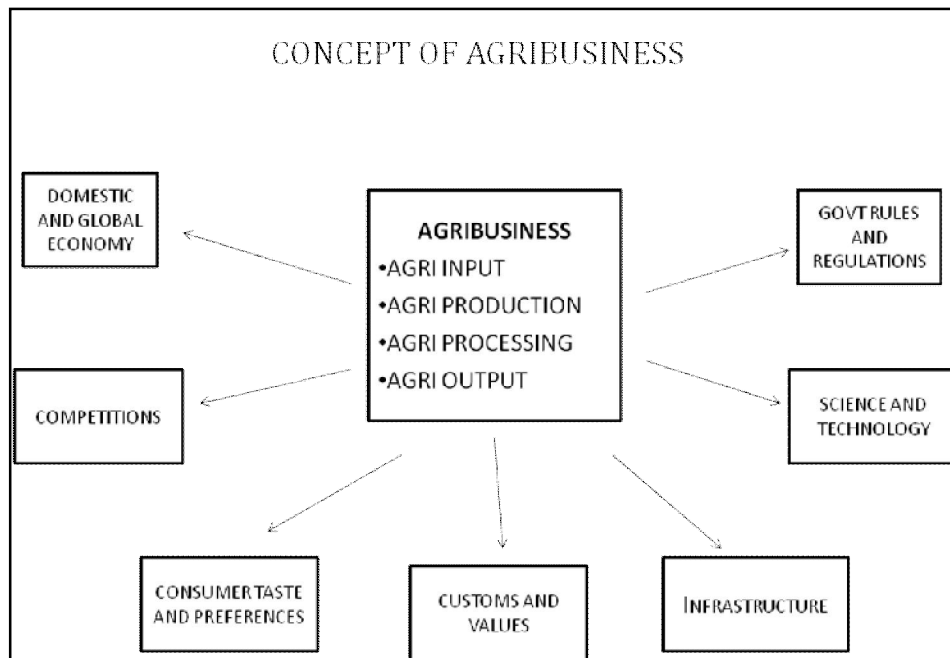 CONCEPT OF AGRIBUSINESS
DOMESTIC
AND GLOBAL
ECONOMY
AGRIBUSINESS
•AGRI INPUT
•AGRI PRODUCTION
•AGRI PROCESSING
•AGRI OUTPUT
GOVT RULES
AND
REGULATIONS
COMPETITIONS
SCIENCE AND
TECHNOLOGY
CONSUMER TASTE
AND PREFERENCES
CUSTOMS AND
VALUES
INFRASTRUCTURE